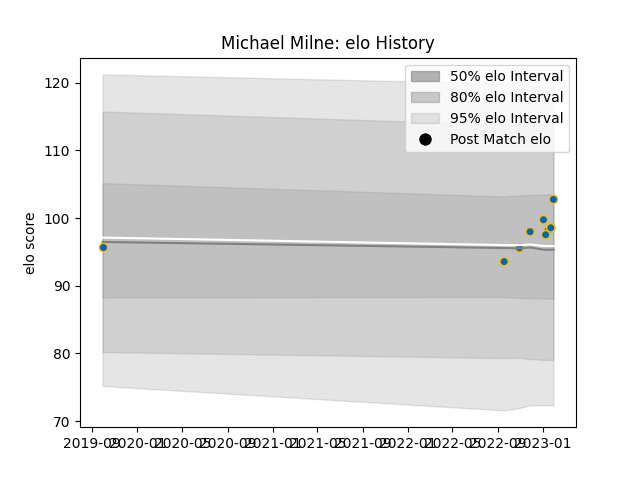 Michael Milne: elo History
120
110
100
90
80
70
elo score
50% elo Interval
80% elo Interval
95% elo Interval
Post Match elo
2019-09 2020-01 2020-05 2020-09 2021-01 2021-05 2021-09 2022-01 2022-05 2022-09 2023-01